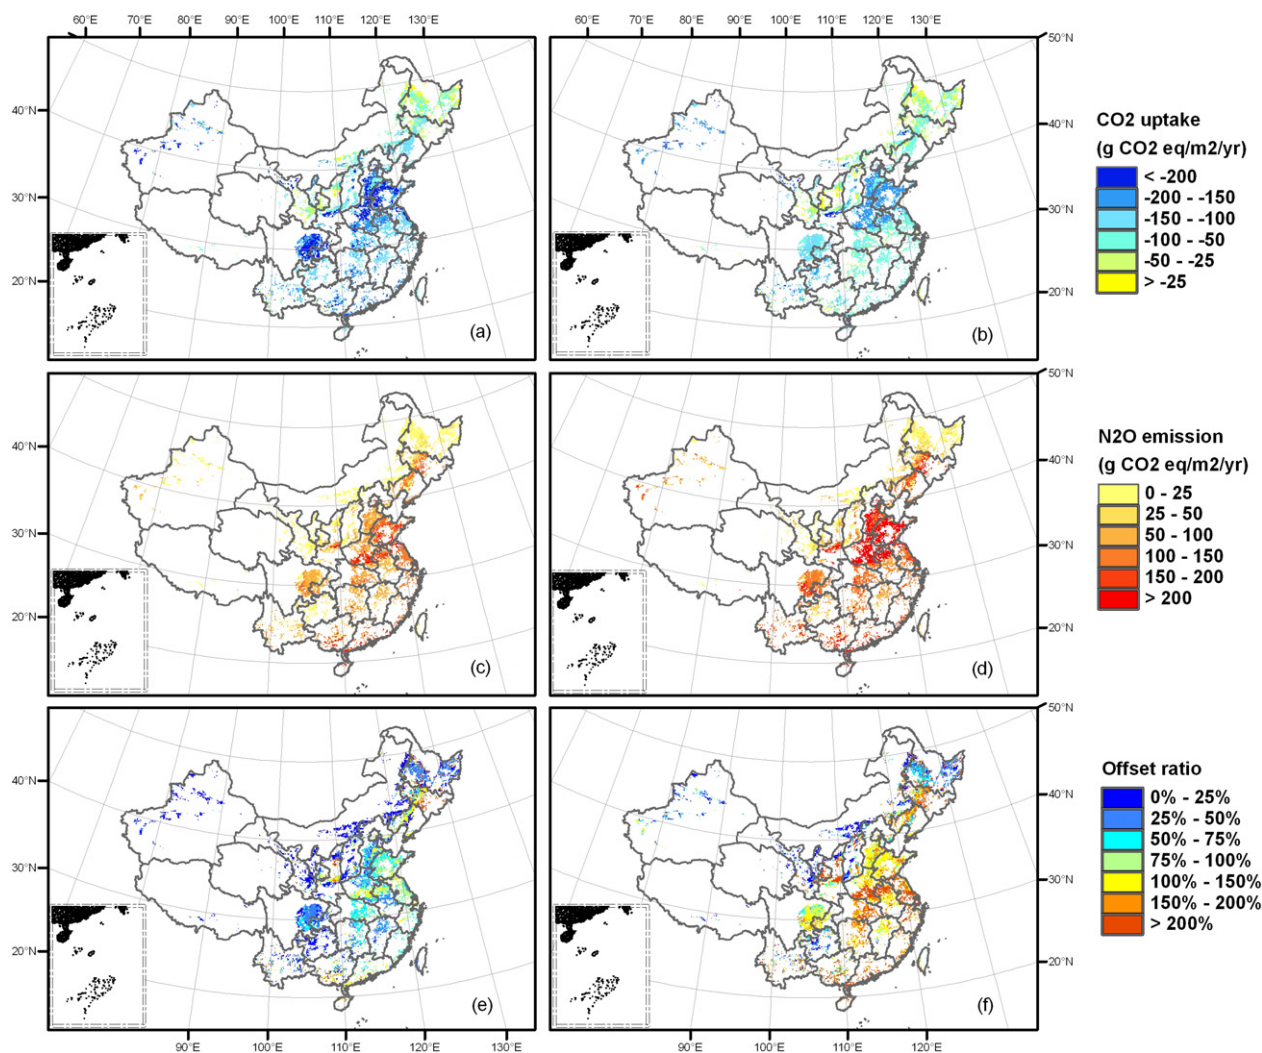 60°E 70°E 80°E 90°E 100°E 110°E 120°E 130°E
60°E 70°E 80°E 90°E 100°E 110°E 120°E 130°E
50°N
40°N
40°N
30°N
30°N
20°N
20°N
(a)
(b)
CO2 uptake
(g CO2 eq/m2/yr)
< -200
-200 - -150
-150 - -100
-100 - -50
-50 - -25
> -25
50°N
40°N
40°N
30°N
30°N
20°N
20°N
(c)
(d)
N2O emission
(g CO2 eq/m2/yr)
0 - 25
25 - 50
50 - 100
100 - 150
150 - 200
> 200
50°N
40°N
40°N
30°N
30°N
20°N
20°N
(e)
(f)
Offset ratio
0% - 25%
25% - 50%
50% - 75%
75% - 100%
100% - 150%
150% - 200%
> 200%
90°E 100°E 110°E 120°E 130°E
90°E 100°E 110°E 120°E